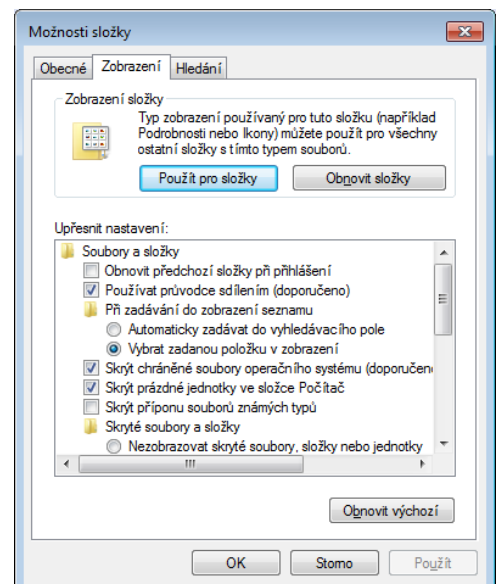 Možnosti složky
Obecné Zobrazení Hledání
Zobrazení složky
Typ zobrazení používaný pro tuto složku (například
Podrobnosti nebo Ikony) můžete použít pro všechny
ostatní složky s tímto typem souborů.
Použít pro složky Obnovit složky
Upřesnit nastavení:
Soubory a složky
Obnovit předchozí složky při přihlášení
Používat průvodce sdílením (doporučeno)
Při zadávání do zobrazení seznamu
Automaticky zadávat do vyhledávacího pole
Vybrat zadanou položku v zobrazení
Skrýt chráněné soubory operačního systému (doporučen
Skrýt prázdné jednotky ve složce Počítač
Skrýt příponu souborů známých typů
Skryté soubory a složky
Nezobrazovat skryté soubory, složky nebo jednotky
Obnovit výchozí
OK Storno Použít